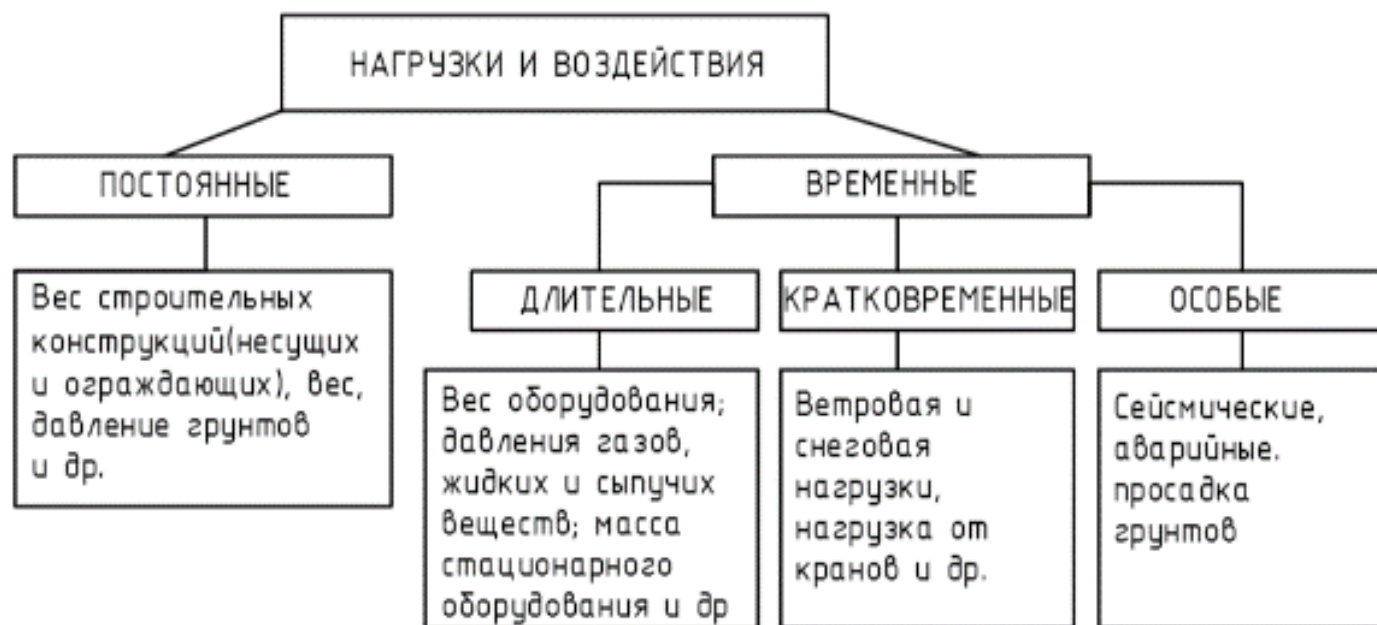 НАГРУЗКИ И ВОЗДЕЙСТВИЯ
ПОСТОЯННЫЕ
ВРЕМЕННЫЕ
Вес строительных
конструкций(несущих
и ограждающих), вес,
давление грунтов
и др.
ДЛИТЕЛЬНЫЕ
КРАТКОВРЕМЕННЫЕ
ОСОБЫЕ
Вес оборудования;
давления газов,
жидких и сыпучих
веществ; масса
стационарного
оборудования и др
Ветровая и
снеговая
нагрузки,
нагрузка от
кранов и др.
Сейсмические,
аварийные.
просадка
грунтов